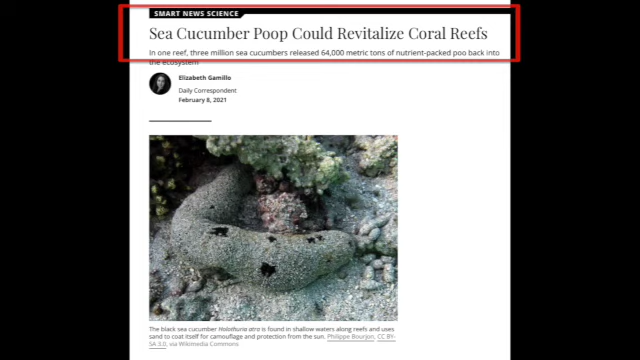 SMART NEWS SCIENCE
Sea Cucumber Poop Could Revitalize Coral Reefs
In one reef, three million sea cucumbers released 64,000 metric tons of nutrient-packed poo back into
the ecosystem
Elizabeth Gamillo
Daily Correspondent
February 8, 2021
The black sea cucumber Holothuria atra is found in shallow waters along reefs and uses
sand to coat itself for camouflage and protection from the sun. Philippe Bourjon, CC BY-
SA 3.0, via Wikimedia Commons